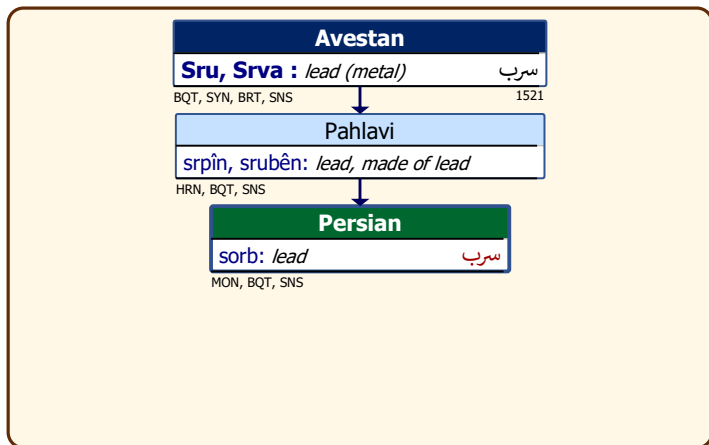 Avestan
Sru, Srva : lead (metal) سرب
BQT, SYN, BRT, SNS 1521
Pahlavi
srpîn, srubên: lead, made of lead
HRN, BQT, SNS
Persian
sorb: lead سرب
MON, BQT, SNS